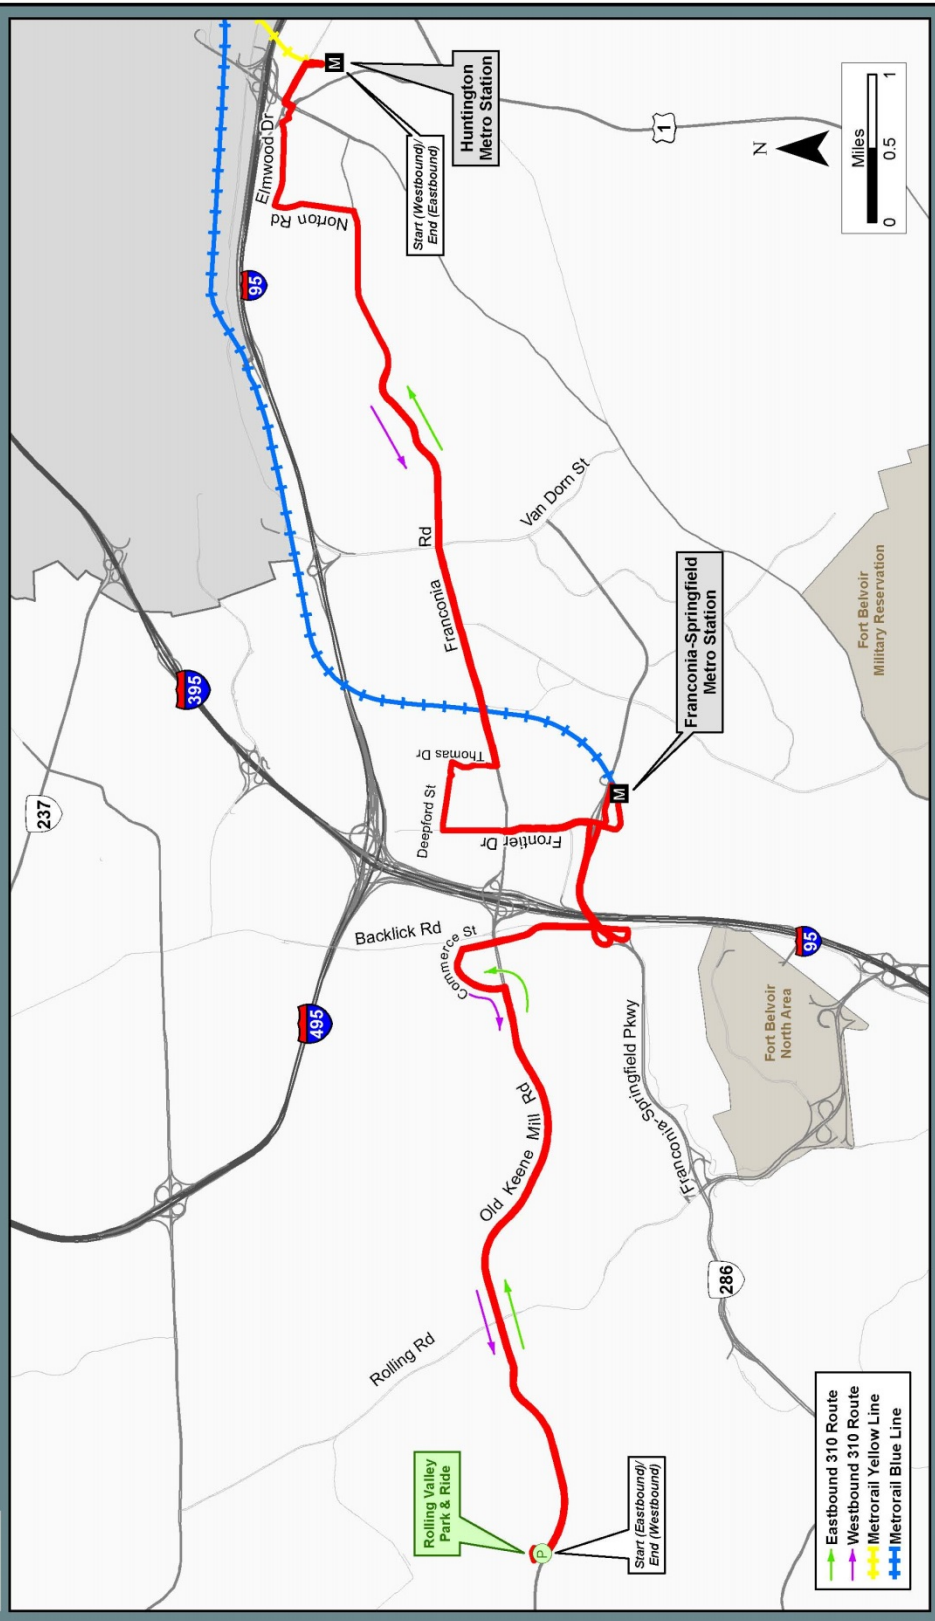 Rolling Valley
Park & Ride
P
Start (Eastbound)/
End (Westbound)
Rolling Rd
Old Keene Mill Rd
Commerce St
Backlick Rd
Franconia-Springfield Pkwy
286
495
237
395
95
Fort Belvoir
North Area
Deepford St
Thomas Dr
Frontier Dr
M
Franconia-Springfield
Metro Station
Franconia Rd
Van Dorn St
Fort Belvoir
Military Reservation
95
Norton Rd
Elmwood Dr
M
Huntington
Metro Station
Start (Westbound)/
End (Eastbound)
1
N
Miles
0 0.5 1
Eastbound 310 Route
Westbound 310 Route
Metrorail Yellow Line
Metrorail Blue Line